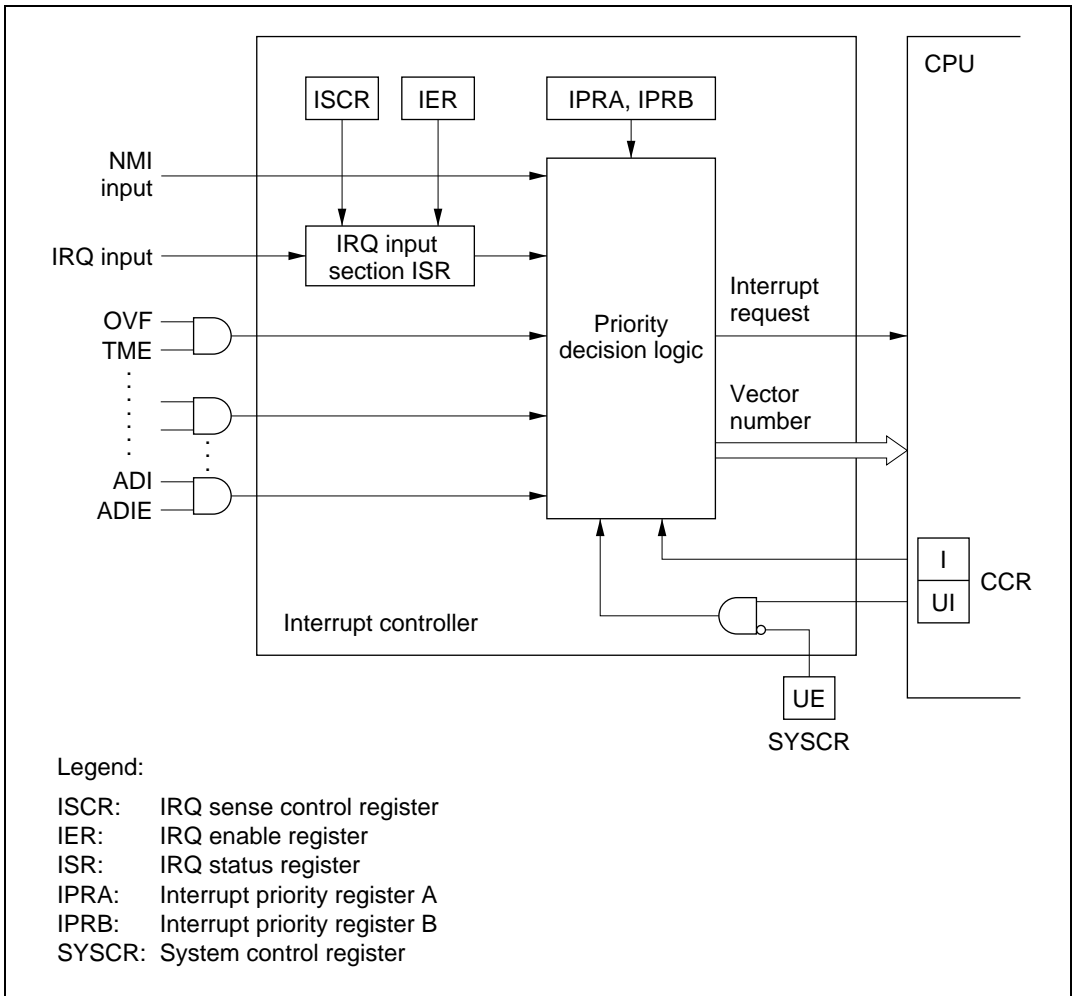 CPU
ISCR
IER
IPRA, IPRB
NMI
input
IRQ input
IRQ input
section ISR
OVF
TME
Priority
decision logic
Interrupt
request
Vector
number
ADI
ADIE
I
UI
CCR
Interrupt controller
UE
SYSCR
Legend:
ISCR: IRQ sense control register
IER: IRQ enable register
ISR: IRQ status register
IPRA: Interrupt priority register A
IPRB: Interrupt priority register B
SYSCR: System control register